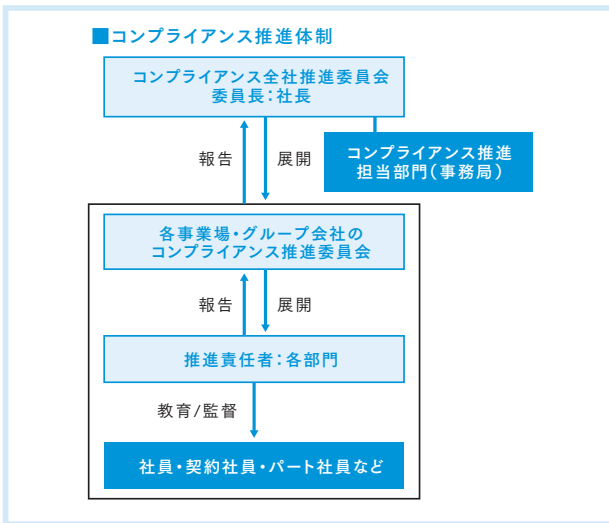 ■コンプライアンス推進体制
コンプライアンス全社推進委員会
委員長：社長
報告
展開
コンプライアンス推進
担当部門（事務局）
各事業場・グループ会社の
コンプライアンス推進委員会
報告
展開
推進責任者：各部門
教育/監督
社員・契約社員・パート社員など